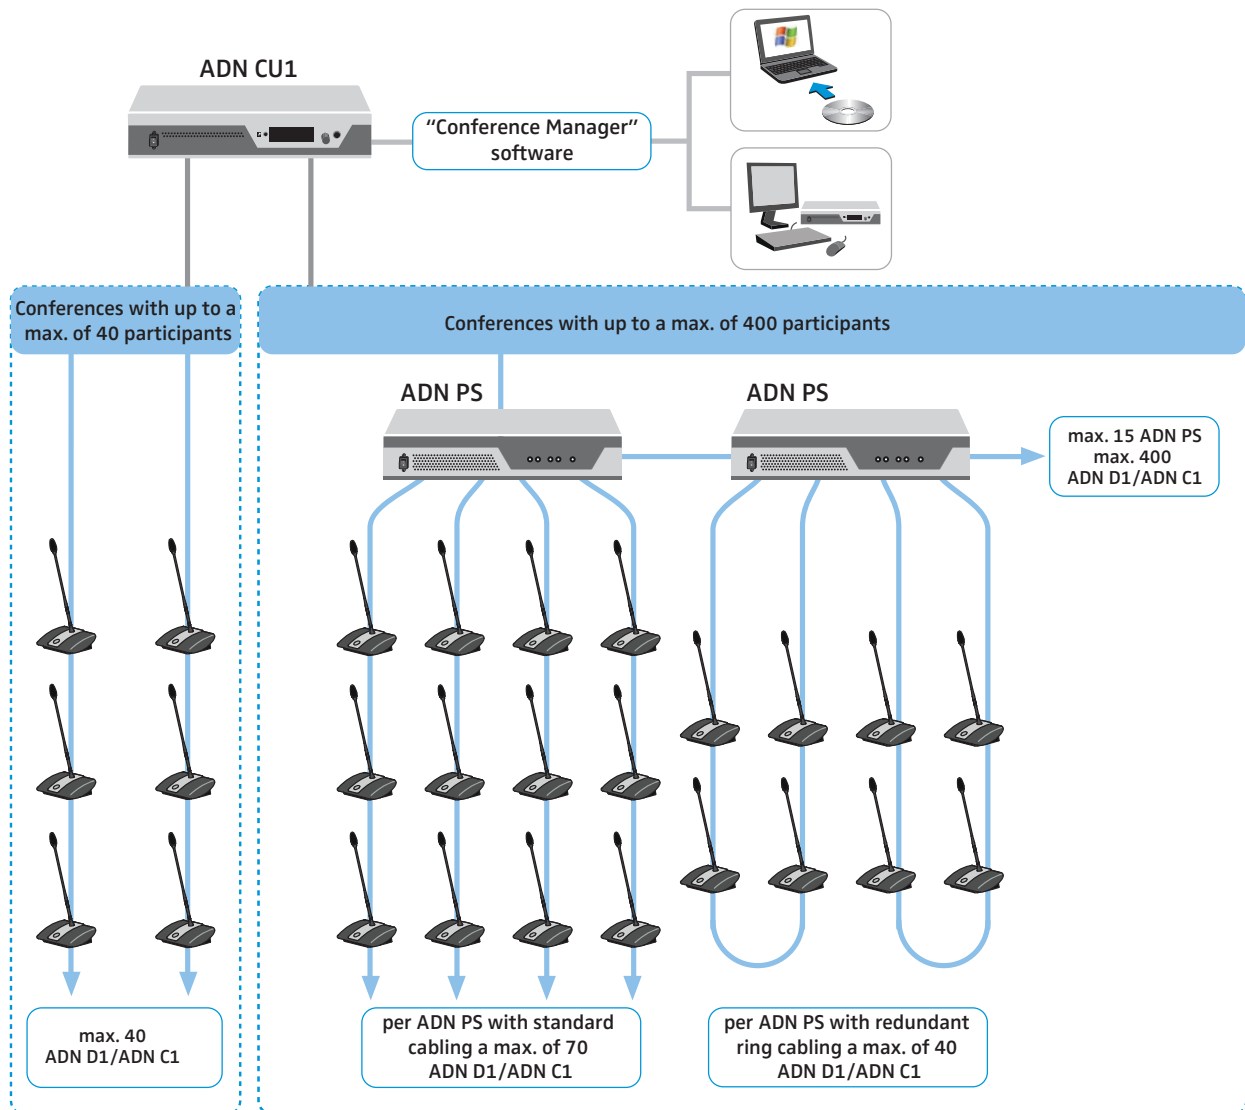 ADN CU1
“Conference Manager”
software
Conferences with up to a
max. of 40 participants
Conferences with up to a max. of 400 participants
ADN PS
ADN PS
max. 15 ADN PS
max. 400
ADN D1/ADN C1
max. 40
ADN D1/ADN C1
per ADN PS with standard
cabling a max. of 70
ADN D1/ADN C1
per ADN PS with redundant
ring cabling a max. of 40
ADN D1/ADN C1